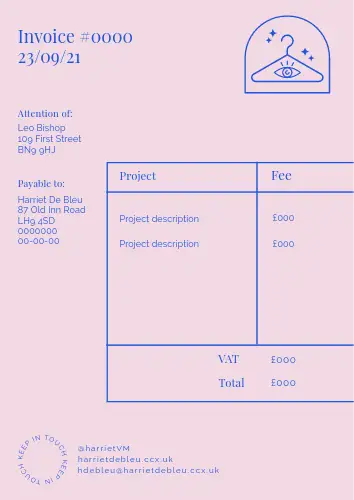 Invoice #0000
23/09/21
Attention of:
Leo Bishop
109 First Street
BN9 9HJ
Payable to:
Harriet De Bleu
87 Old Inn Road
LH9 4SD
0000000
00-00-00
Project Fee
Project description £000
Project description £000
VAT £000
Total £000
KEEP IN TOUCH KEEP IN TOUCH
@harrietVM
harrietdebleu.ccx.uk
hdebleu@harrietdebleu.ccx.uk